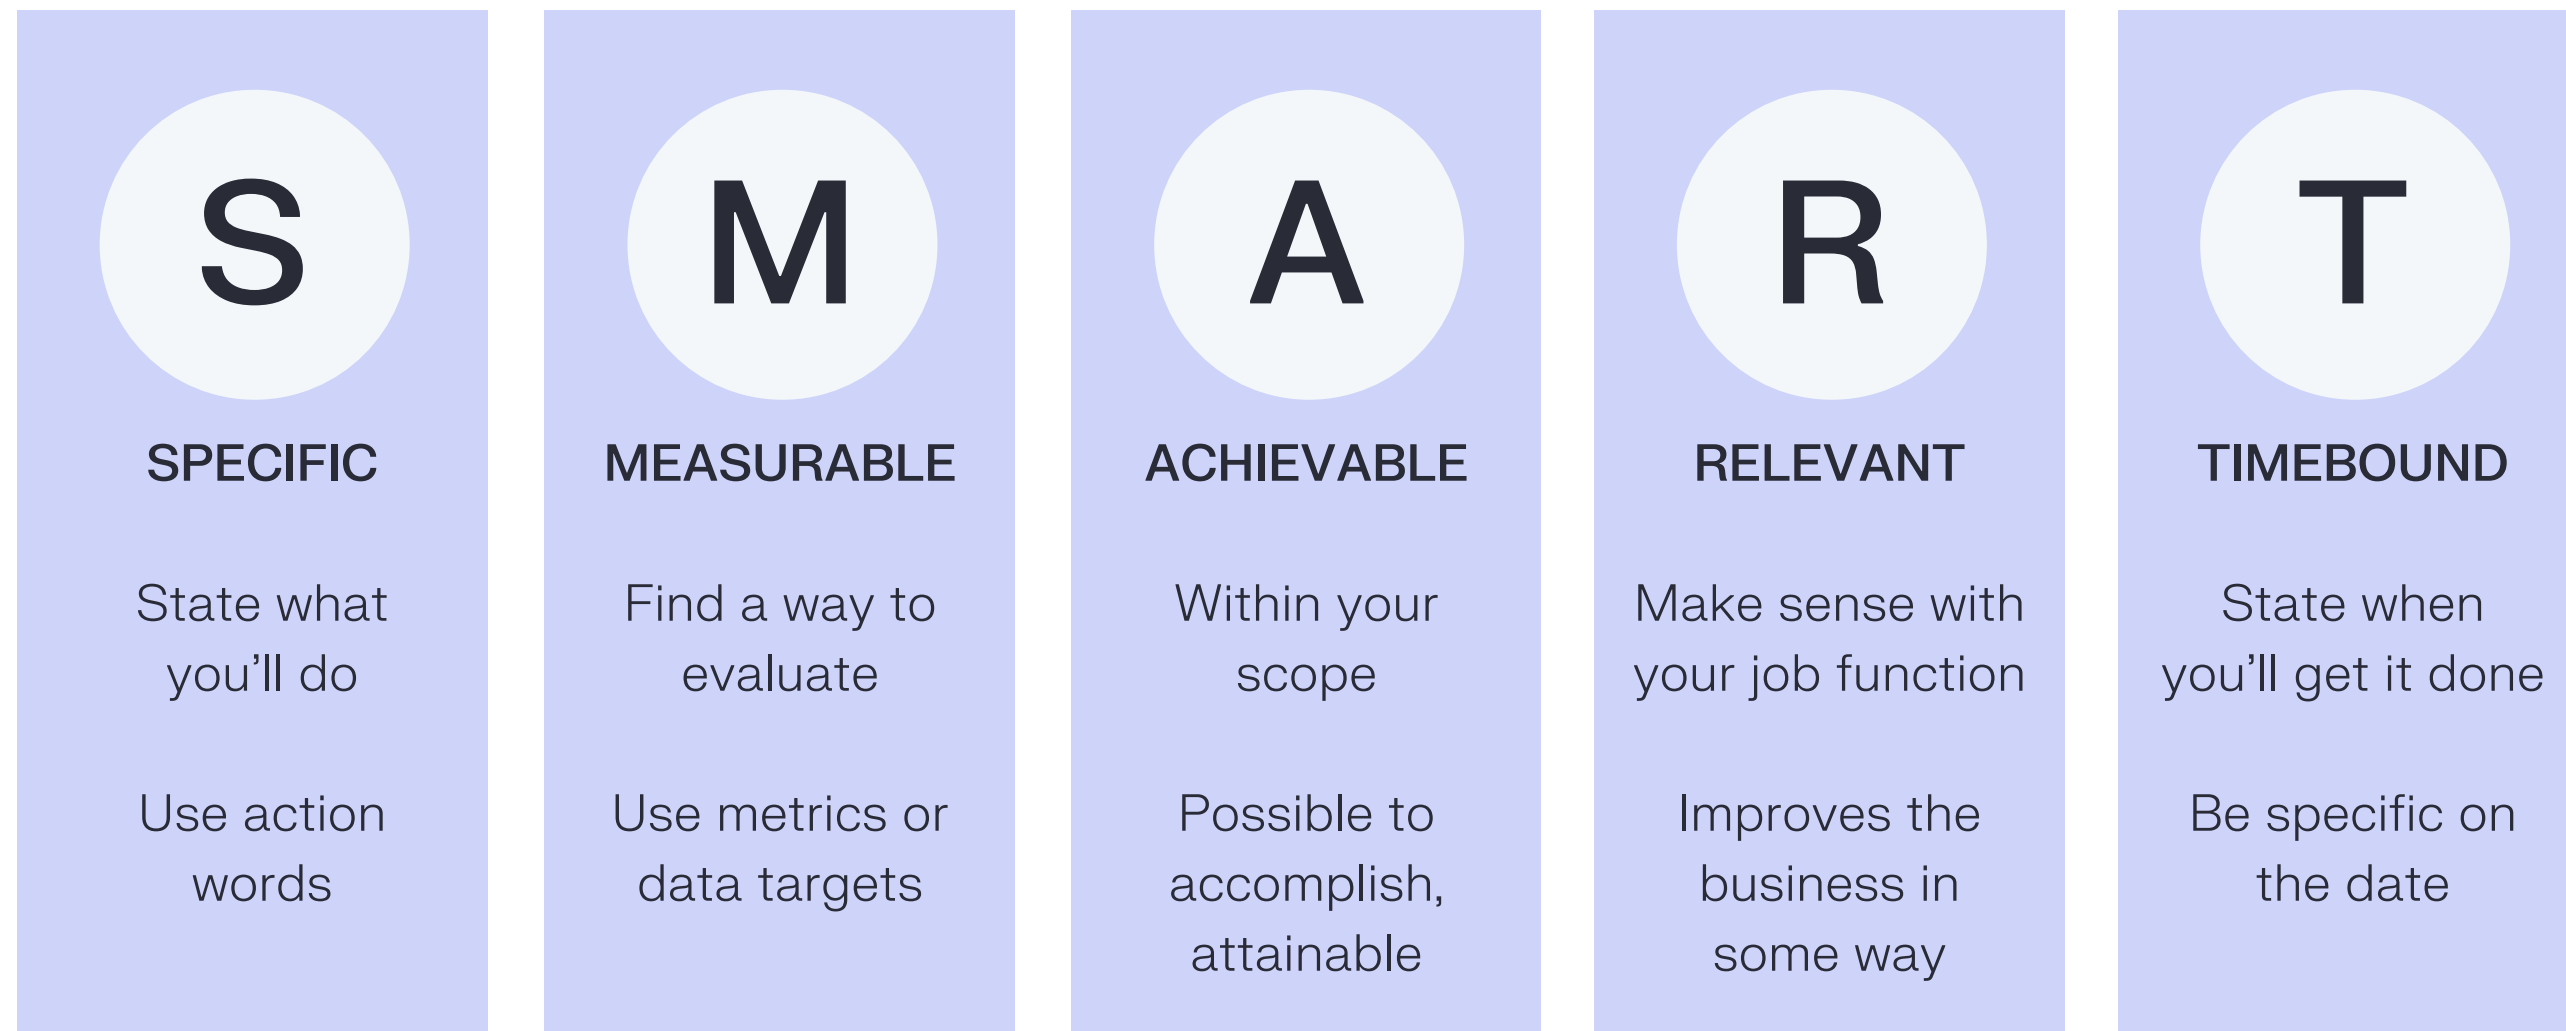 S
SPECIFIC
State what
you’ll do
Use action
words
M
MEASURABLE
Find a way to
evaluate
Use metrics or
data targets
A
ACHIEVABLE
Within your
scope
Possible to
accomplish,
attainable
R
RELEVANT
Make sense with
your job function
Improves the
business in
some way
T
TIMEBOUND
State when
you’ll get it done
Be specific on
the date